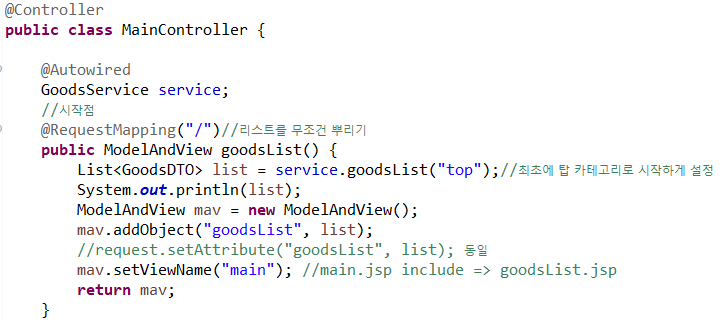 @Controller
public class MainController {
@Autowired
GoodsService service;
//시작점
@RequestMapping("/")//리스트를 무조건 뿌리기
public ModelAndView goodsList() {
List<GoodsDTO> list = service.goodsList("top");//최초에 탑 카테고리로 시작하게 설정
System.out.println(list);
ModelAndView mav = new ModelAndView();
mav.addObject("goodsList", list);
//request.setAttribute("goodsList", list); 동일
mav.setViewName("main"); //main.jsp include => goodsList.jsp
return mav;
}